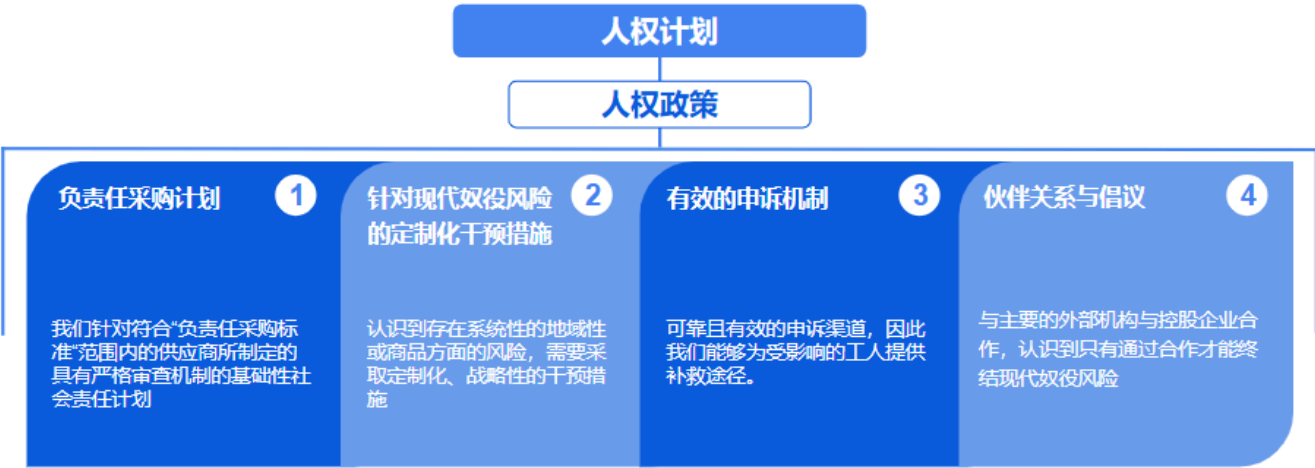 人权计划
人权政策
负责任采购计划
1
我们针对符合“负责任采购标
准”范围内的供应商所制定的
具有严格审查机制的基础性社
会责任计划
针对现代奴役风险
的定制化干预措施
2
认识到存在系统性的地域性
或商品方面的风险，需要采
取定制化、战略性的干预措
施
有效的申诉机制
3
可靠且有效的申诉渠道，因此
我们能够为受影响的工人提供
补救途径。
伙伴关系与倡议
4
与主要的外部机构与控股企业合
作，认识到只有通过合作才能终
结现代奴役风险